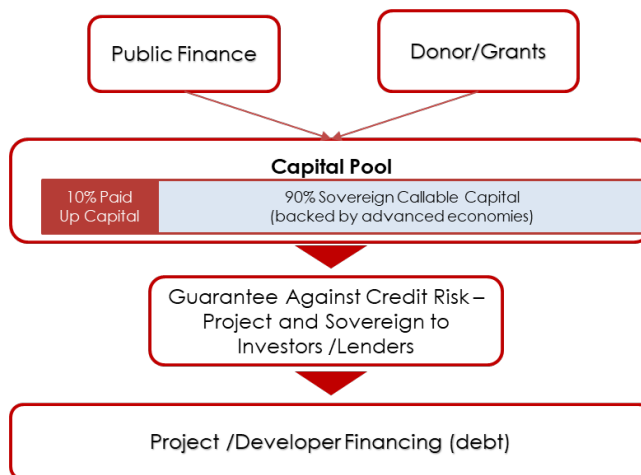 Public Finance
Donor/Grants
Capital Pool
10% Paid
Up Capital
90% Sovereign Callable Capital
(backed by advanced economies)
Guarantee Against Credit Risk –
Project and Sovereign to
Investors /Lenders
Project /Developer Financing (debt)